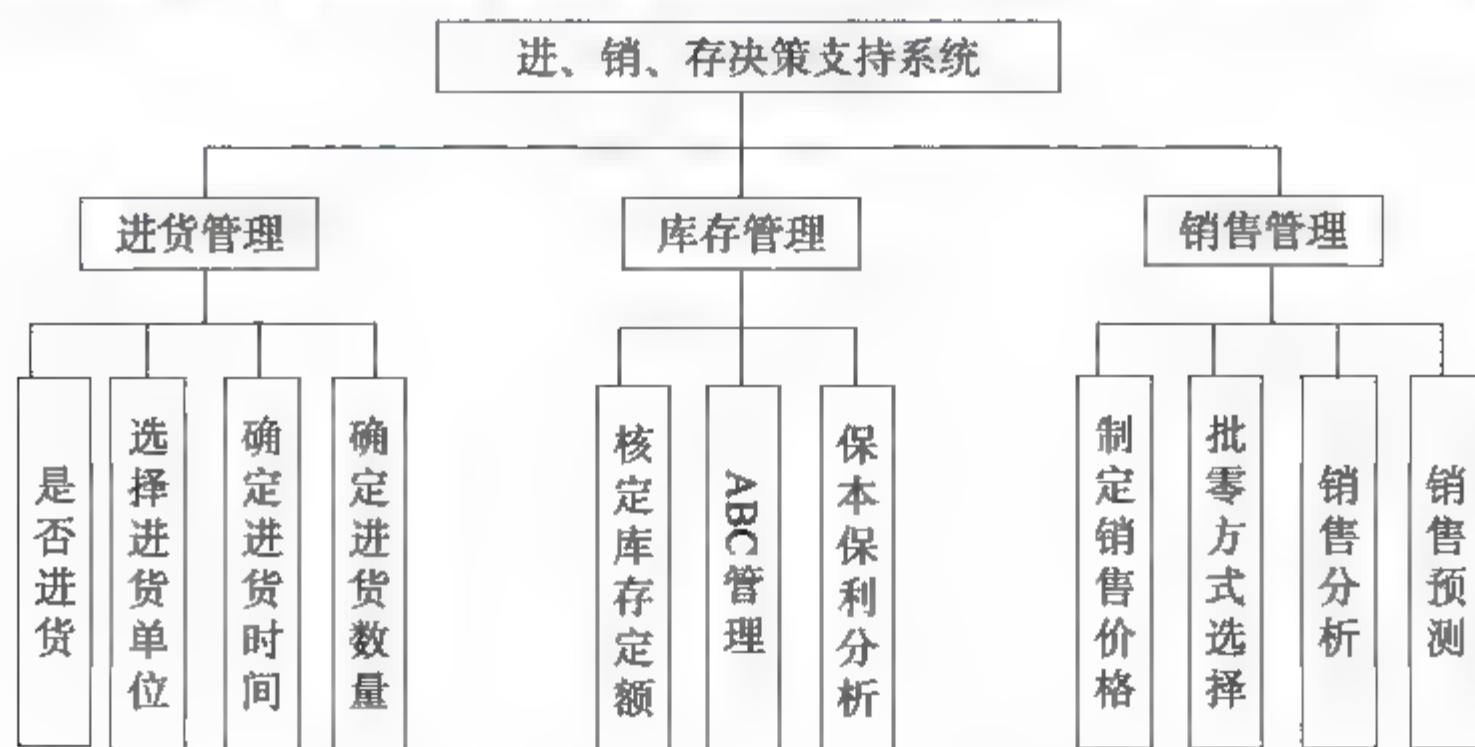 进、销、存决策支持系统
进货管理
库存管理
销售管理
是否进货
选择进货单位
确定进货时间
确定进货数量
核定库存定额
ABC管理
保本保利分析
制定销售价格
批零方式选择
销售分析
销售预测